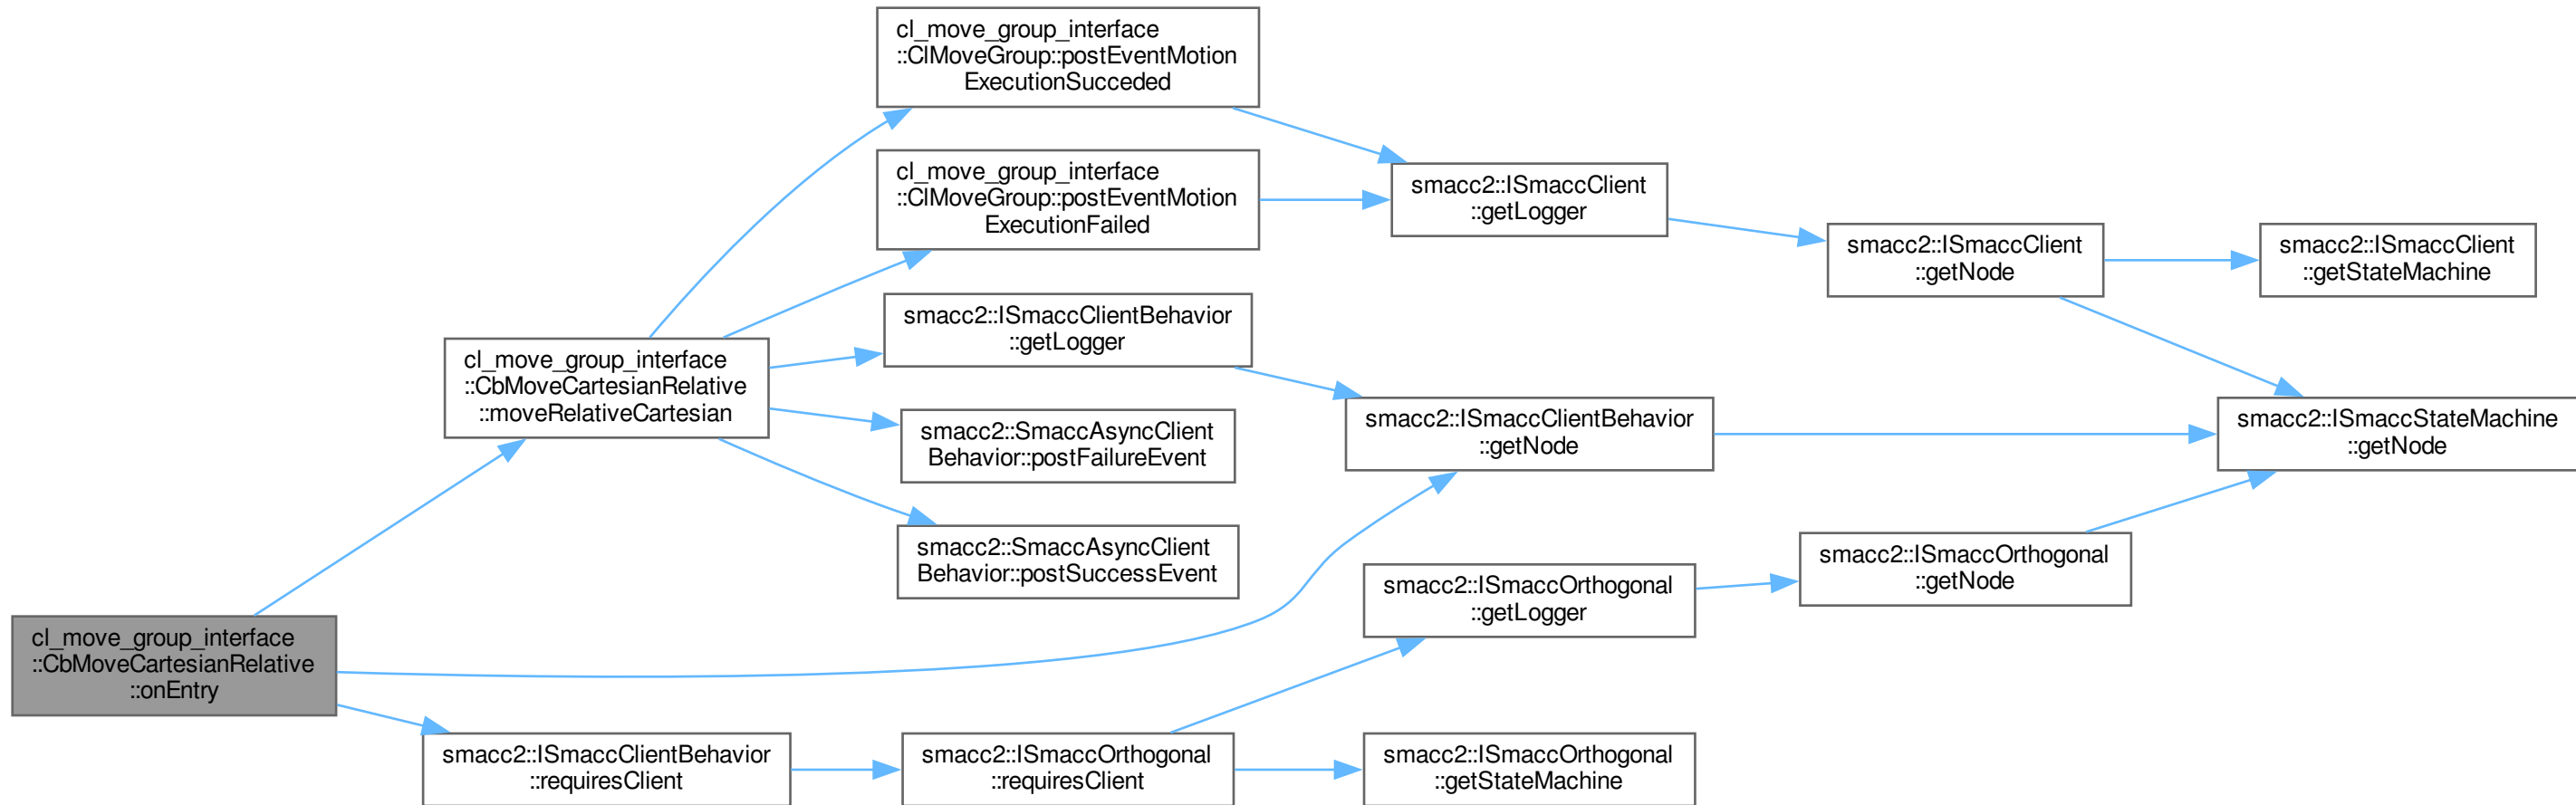 cl_move_group_interface
::ClMoveGroup::postEventMotion
ExecutionSucceded
cl_move_group_interface
::ClMoveGroup::postEventMotion
ExecutionFailed
smacc2::ISmaccClient
::getLogger
smacc2::ISmaccClient
::getNode
smacc2::ISmaccClient
::getStateMachine
smacc2::ISmaccClientBehavior
::getLogger
cl_move_group_interface
::CbMoveCartesianRelative
::moveRelativeCartesian
smacc2::SmaccAsyncClient
Behavior::postFailureEvent
smacc2::ISmaccClientBehavior
::getNode
smacc2::ISmaccStateMachine
::getNode
smacc2::SmaccAsyncClient
Behavior::postSuccessEvent
smacc2::ISmaccOrthogonal
::getLogger
smacc2::ISmaccOrthogonal
::getNode
cl_move_group_interface
::CbMoveCartesianRelative
::onEntry
smacc2::ISmaccClientBehavior
::requiresClient
smacc2::ISmaccOrthogonal
::requiresClient
smacc2::ISmaccOrthogonal
::getStateMachine